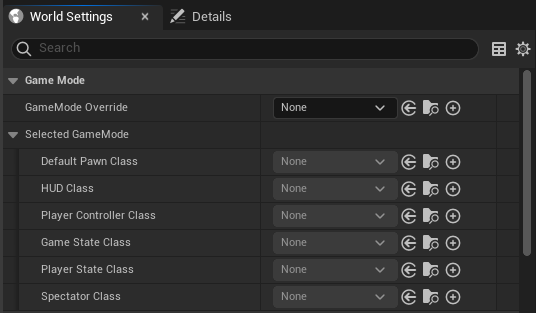 World Settings
Details
Search
Game Mode
GameMode Override None
Selected GameMode
Default Pawn Class None
HUD Class None
Player Controller Class None
Game State Class None
Player State Class None
Spectator Class None